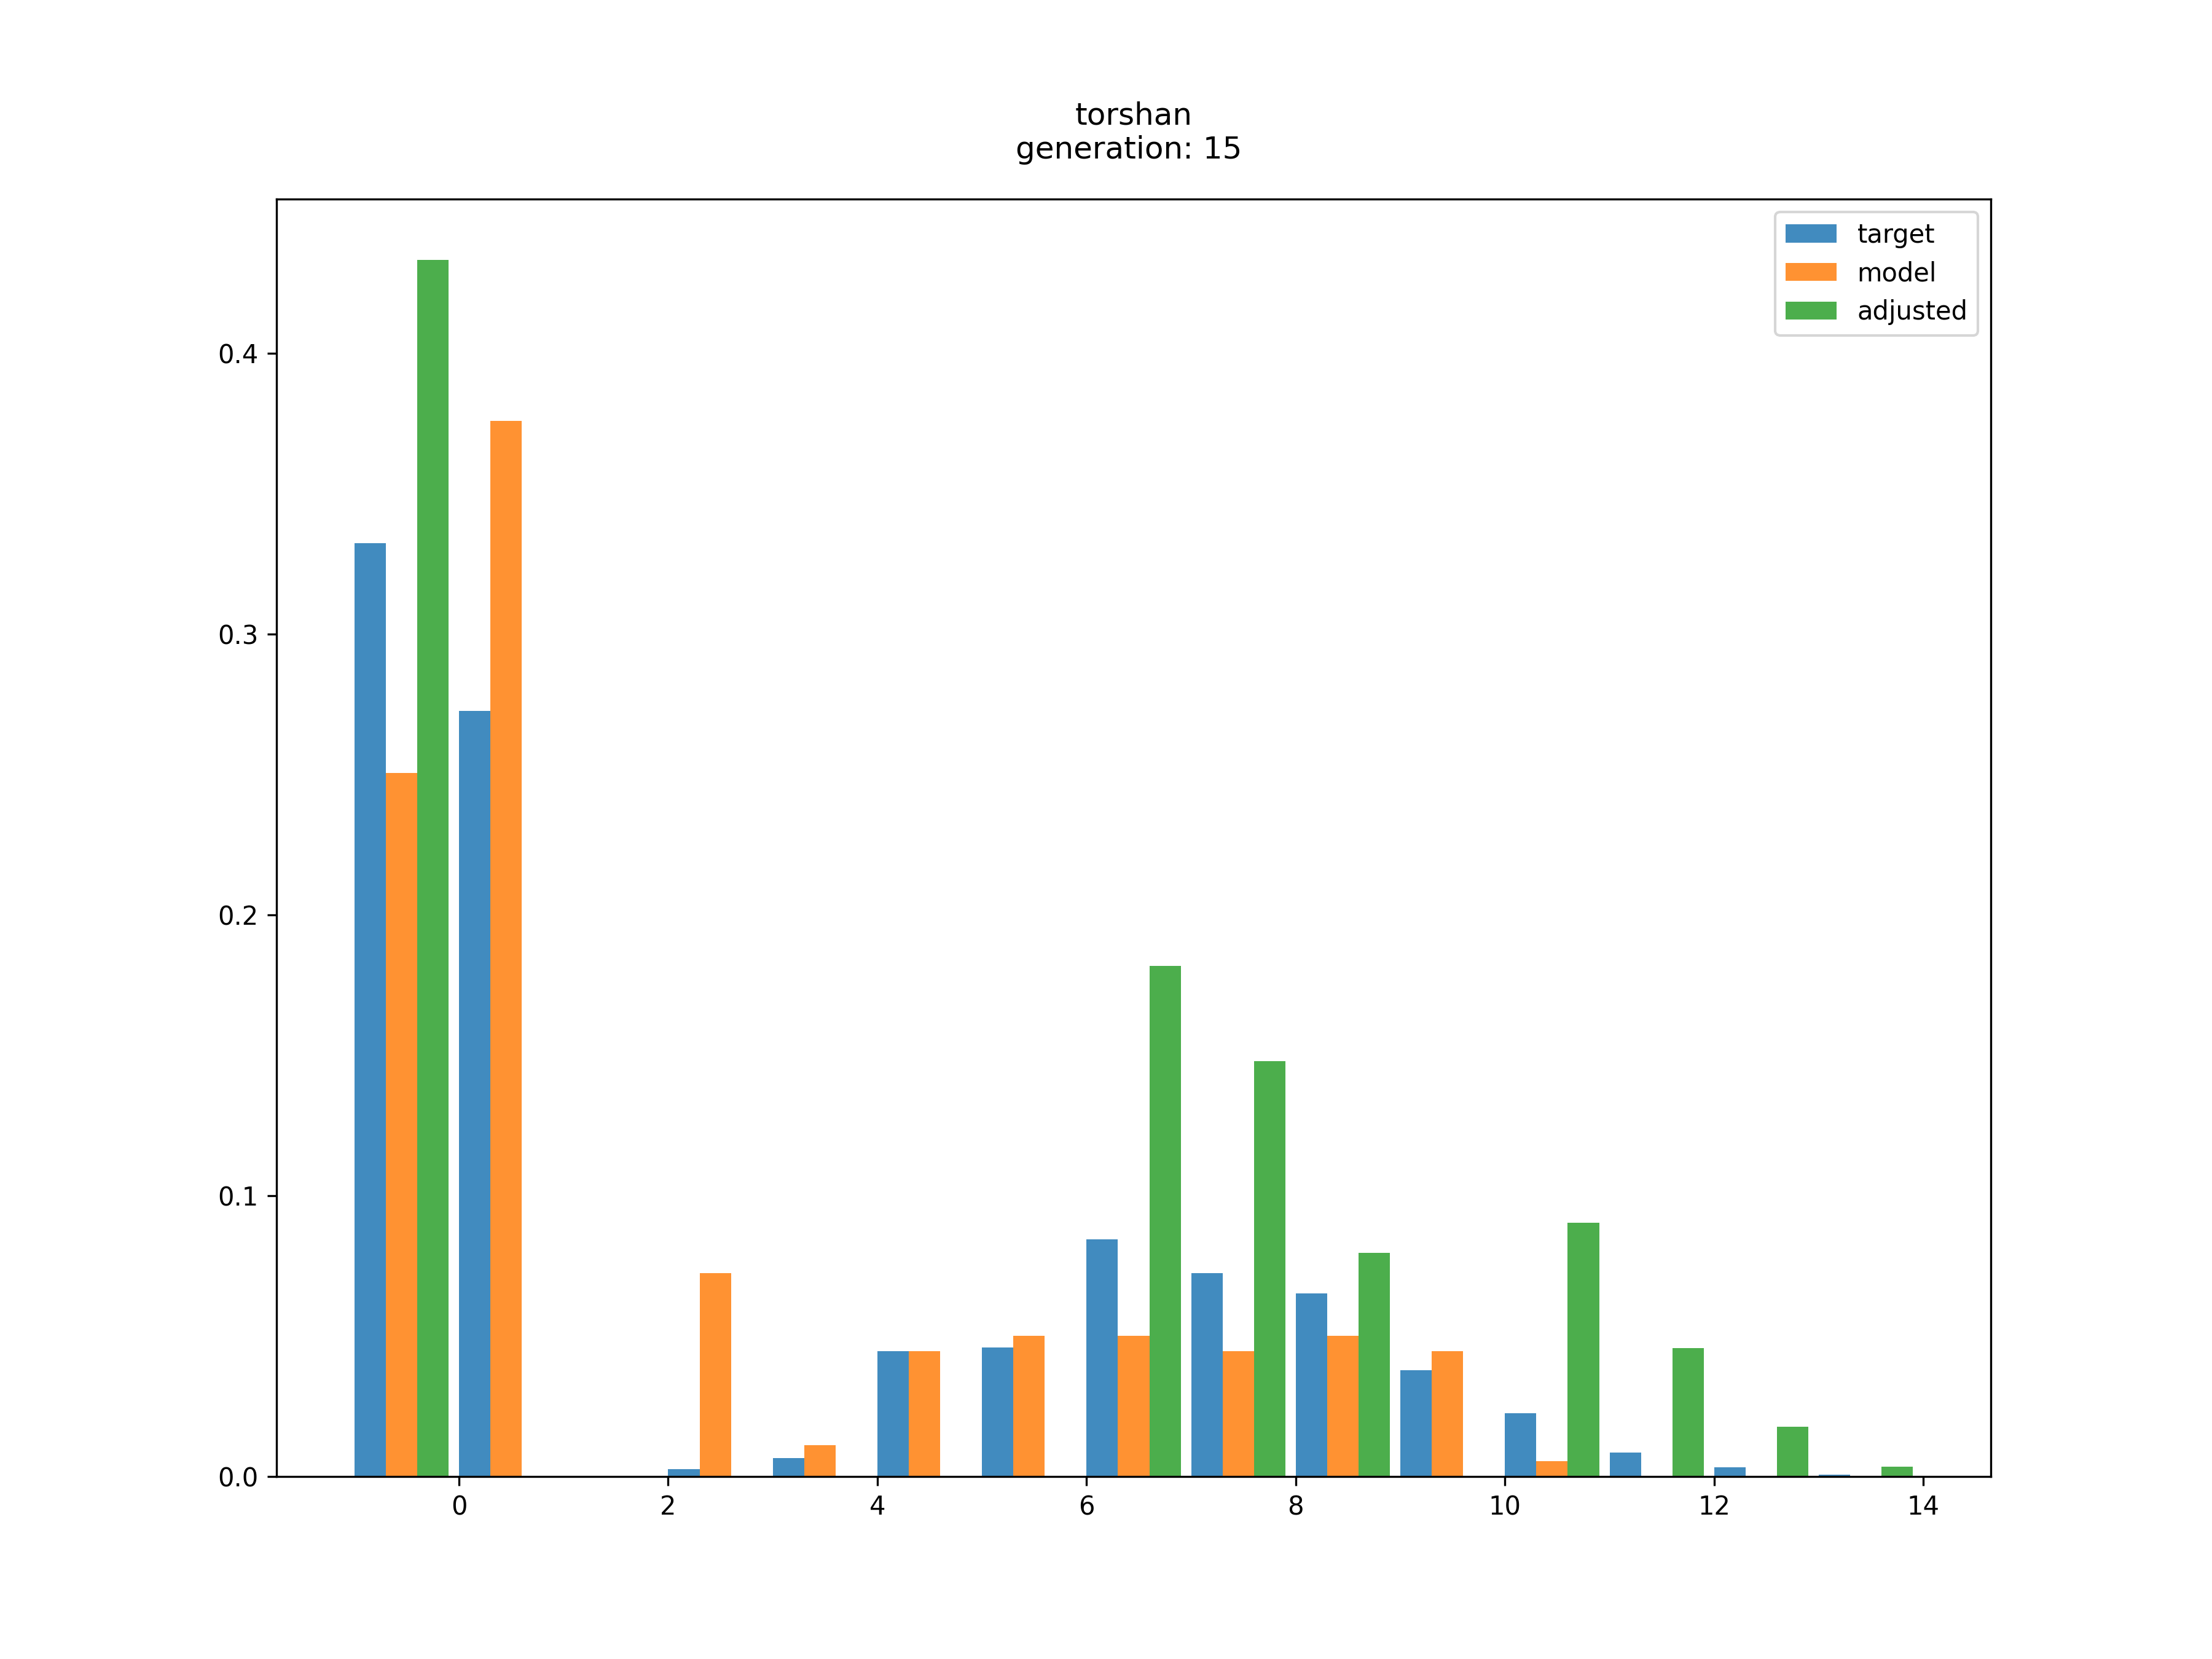 torshan
generation: 15
target
model
adjusted
0.4
0.3
0.2
0.1
0.0
0 2 4 6 8 10 12 14